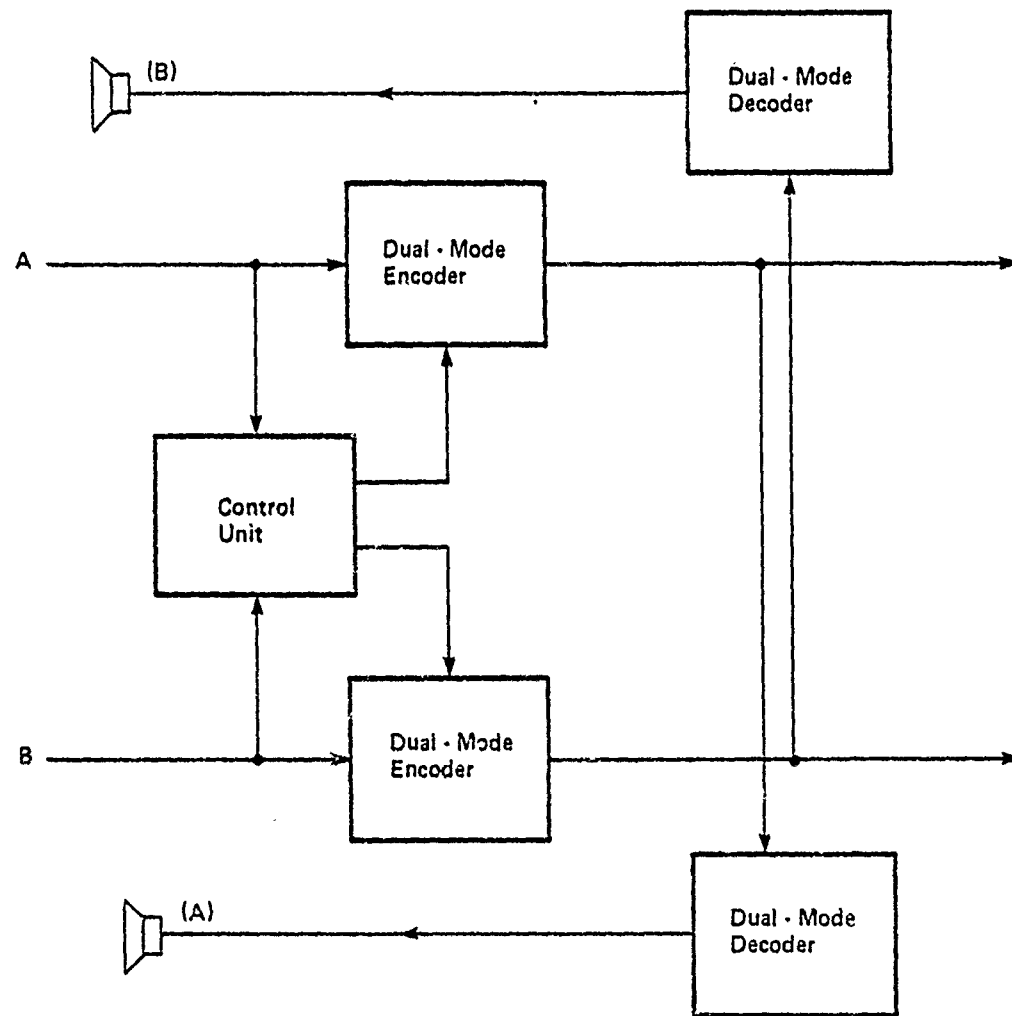 (B)
Dual - Mode
Decoder
A
Dual - Mode
Encoder
Control
Unit
B
Dual - Mode
Encoder
(A)
Dual - Mode
Decoder